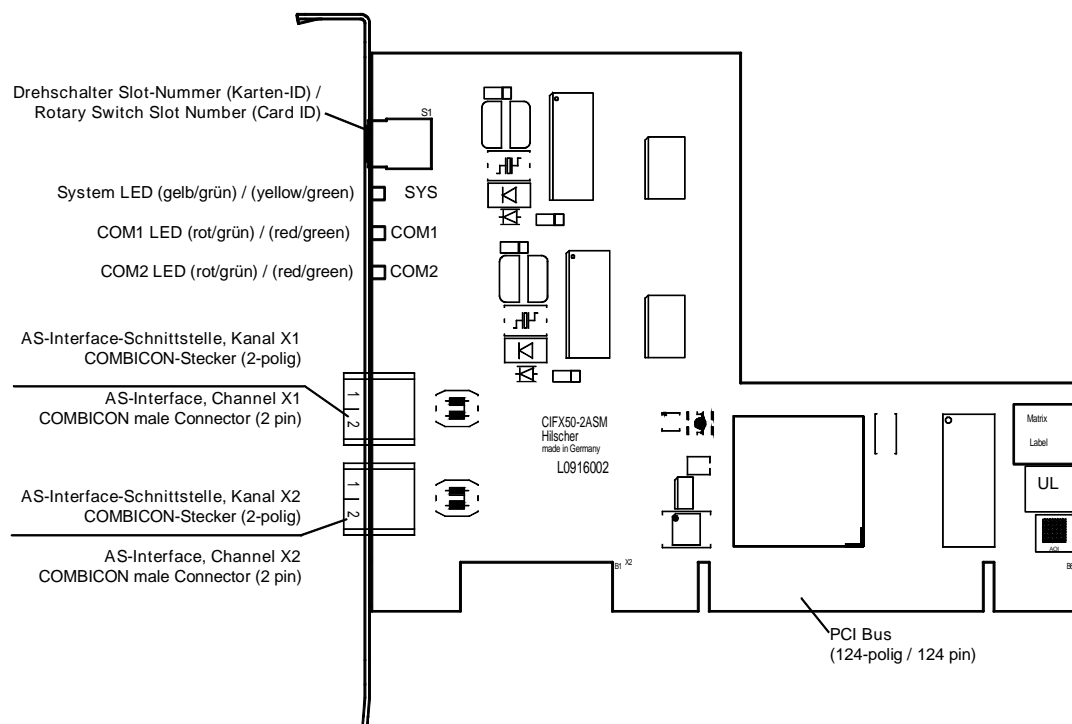 Drehschalter Slot-Nummer (Karten-ID) /
Rotary Switch Slot Number (Card ID)
S1
System LED (gelb/grün) / (yellow/green)
SYS
COM1 LED (rot/grün) / (red/green)
COM1
COM2 LED (rot/grün) / (red/green)
COM2
AS-Interface-Schnittstelle, Kanal X1
COMBICON-Stecker (2-polig)
AS-Interface, Channel X1
COMBICON male Connector (2 pin)
1
2
AS-Interface-Schnittstelle, Kanal X2
COMBICON-Stecker (2-polig)
AS-Interface, Channel X2
COMBICON male Connector (2 pin)
1
2
CIFX50-2ASM
Hilscher
made in Germany
L0916002
Matrix
Label
UL
AOI
B1
X2
PCI Bus
(124-polig / 124 pin)